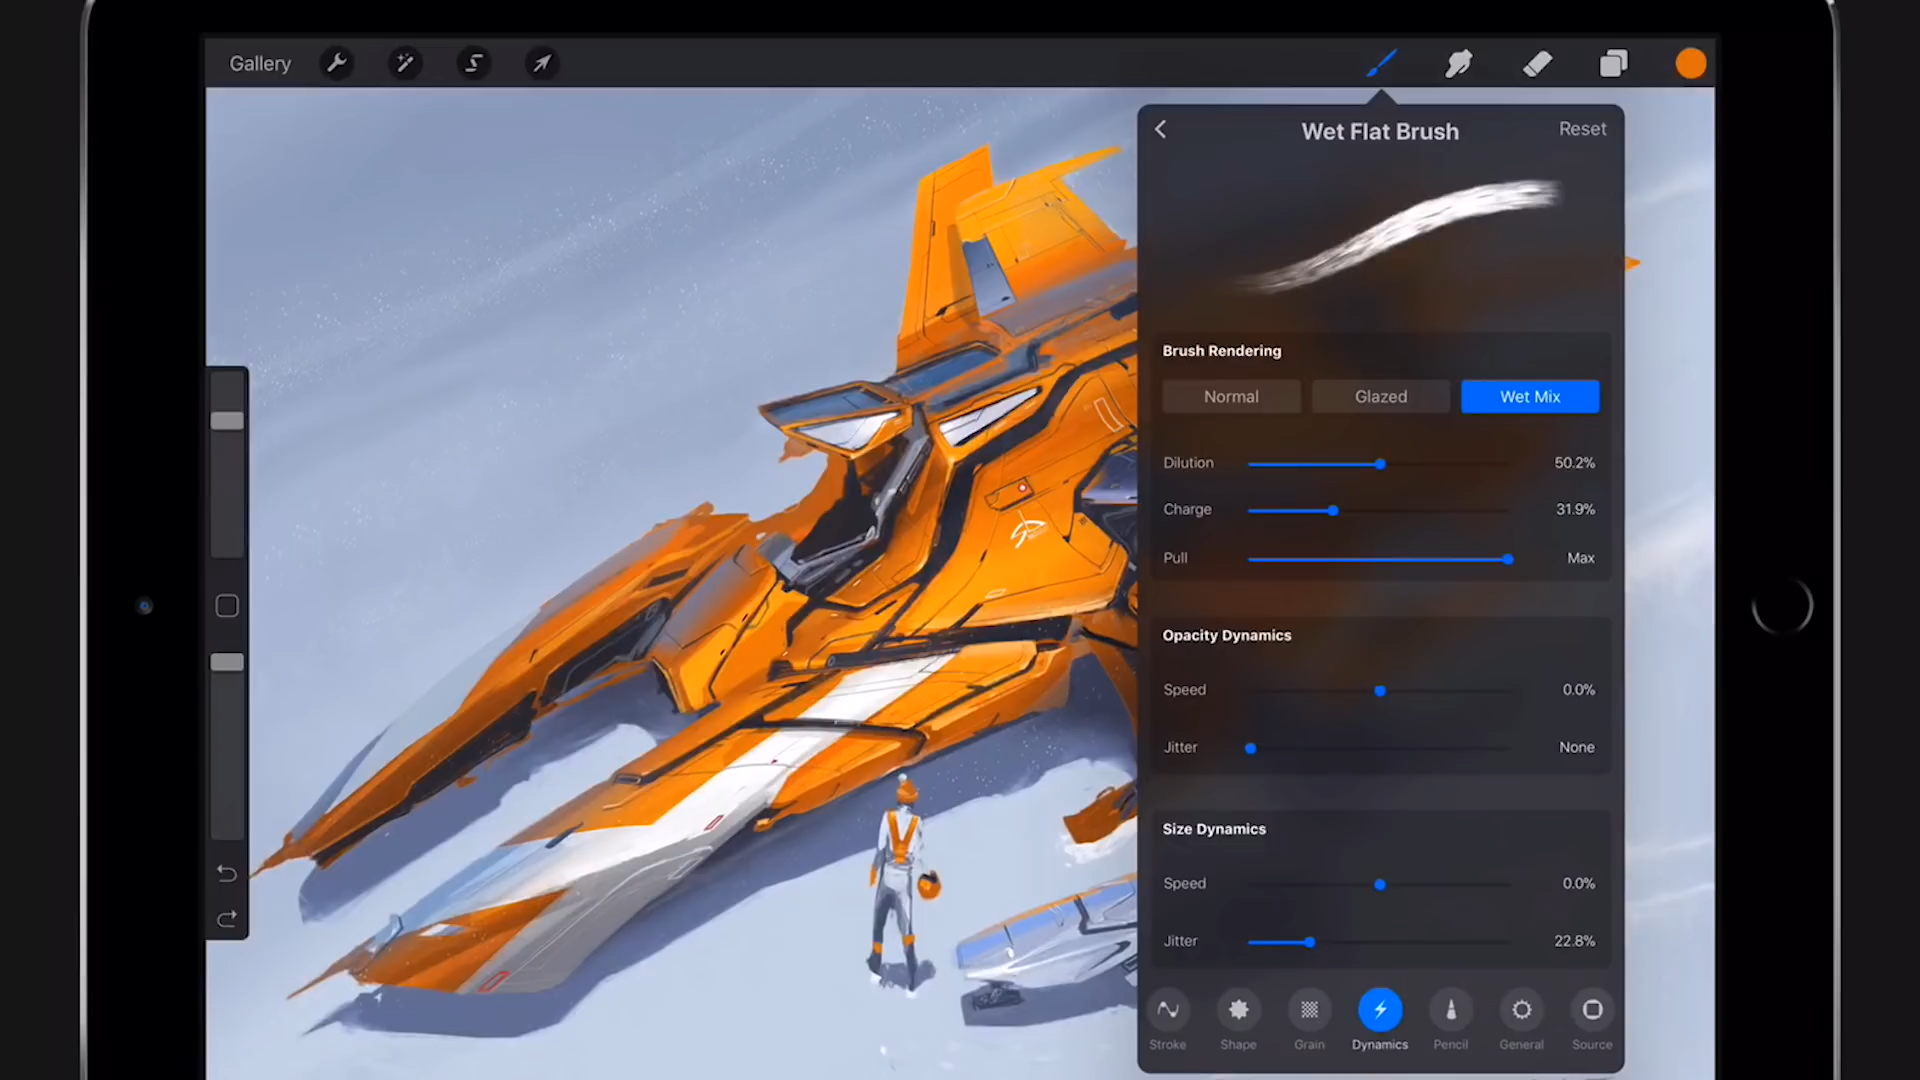 Gallery
Wet Flat Brush
Reset
Brush Rendering
Normal Glazed Wet Mix
Dilution 50.2%
Charge 31.9%
Pull Max
Opacity Dynamics
Speed 0.0%
Jitter None
Size Dynamics
Speed 0.0%
Jitter 22.8%
Stroke Shape Grain Dynamics Pencil General Source